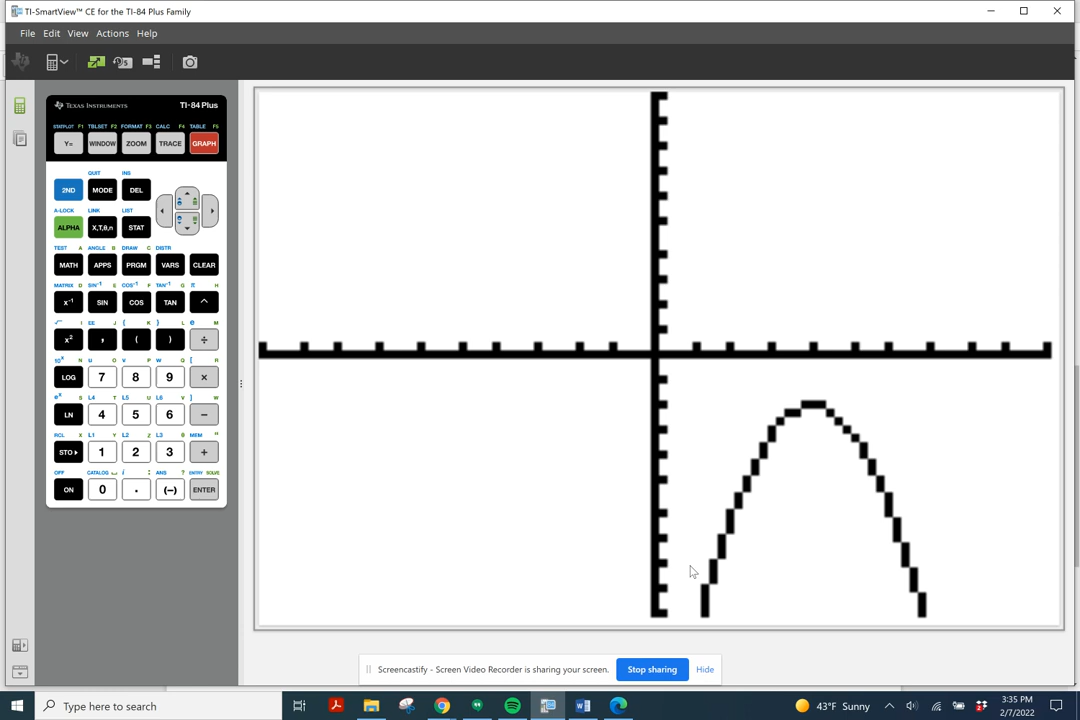 TI-SmartView™ CE for the TI-84 Plus Family
File Edit View Actions Help
TEXAS INSTRUMENTS TI-84 Plus
STATPLOT F1 TBLSET F2 FORMAT F3 CALC F4 TABLE F5
Y= WINDOW ZOOM TRACE GRAPH
QUIT INS
2ND MODE DEL
A-LOCK LINK LIST
ALPHA X,T,θ,n STAT
TEST A ANGLE B DRAW C DISTR
MATH APPS PRGM VARS CLEAR
MATRIX D SIN⁻¹ E COS⁻¹ F TAN⁻¹ G π H
x⁻¹ SIN COS TAN ^
√ I EE J { K } L e M
x² , ( ) ÷
10ˣ N u O v P w Q [ R
LOG 7 8 9 ×
eˣ S L4 T L5 U L6 V ] W
LN 4 5 6 −
RCL X L1 Y L2 Z L3 θ MEM "
STO▸ 1 2 3 +
OFF CATALOG i : ANS ? ENTRY SOLVE
ON 0 . (−) ENTER
Screencastify - Screen Video Recorder is sharing your screen. Stop sharing Hide
Type here to search
43°F Sunny
3:35 PM
2/7/2022